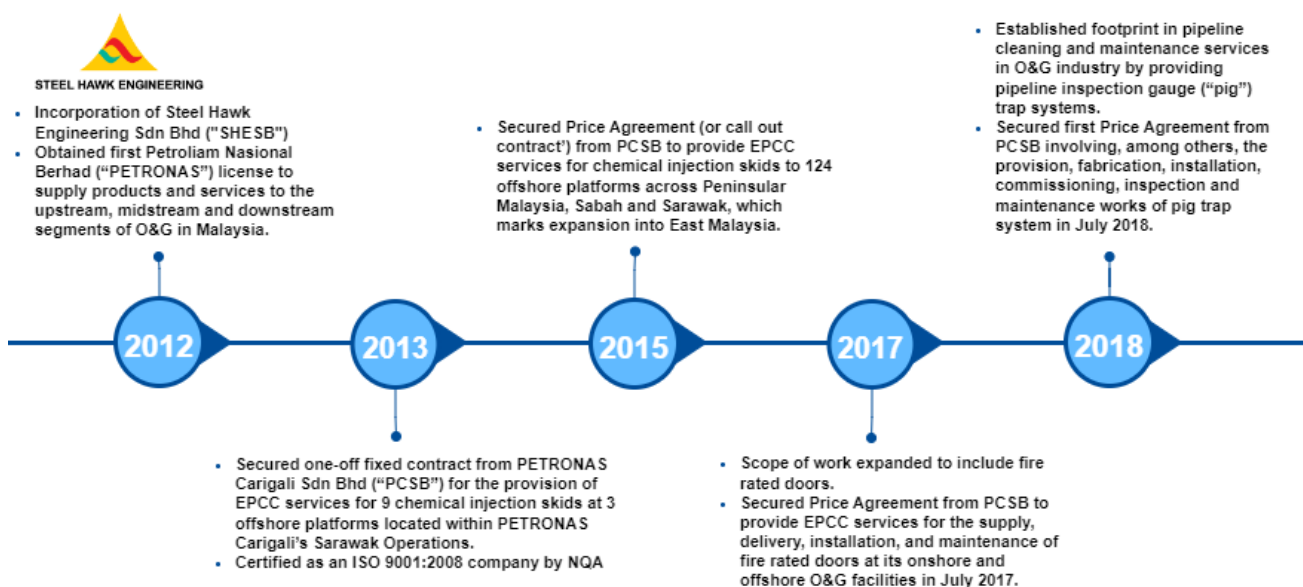 STEEL HAWK ENGINEERING
• Incorporation of Steel Hawk
Engineering Sdn Bhd ("SHESB")
• Obtained first Petroliam Nasional
Berhad (“PETRONAS”) license to
supply products and services to the
upstream, midstream and downstream
segments of O&G in Malaysia.
2012
• Secured one-off fixed contract from PETRONAS
Carigali Sdn Bhd (“PCSB”) for the provision of
EPCC services for 9 chemical injection skids at 3
offshore platforms located within PETRONAS
Carigali’s Sarawak Operations.
• Certified as an ISO 9001:2008 company by NQA
2013
• Secured Price Agreement (or call out
contract’) from PCSB to provide EPCC
services for chemical injection skids to 124
offshore platforms across Peninsular
Malaysia, Sabah and Sarawak, which
marks expansion into East Malaysia.
2015
• Scope of work expanded to include fire
rated doors.
• Secured Price Agreement from PCSB to
provide EPCC services for the supply,
delivery, installation, and maintenance of
fire rated doors at its onshore and
offshore O&G facilities in July 2017.
2017
• Established footprint in pipeline
cleaning and maintenance services
in O&G industry by providing
pipeline inspection gauge (“pig”)
trap systems.
• Secured first Price Agreement from
PCSB involving, among others, the
provision, fabrication, installation,
commissioning, inspection and
maintenance works of pig trap
system in July 2018.
2018